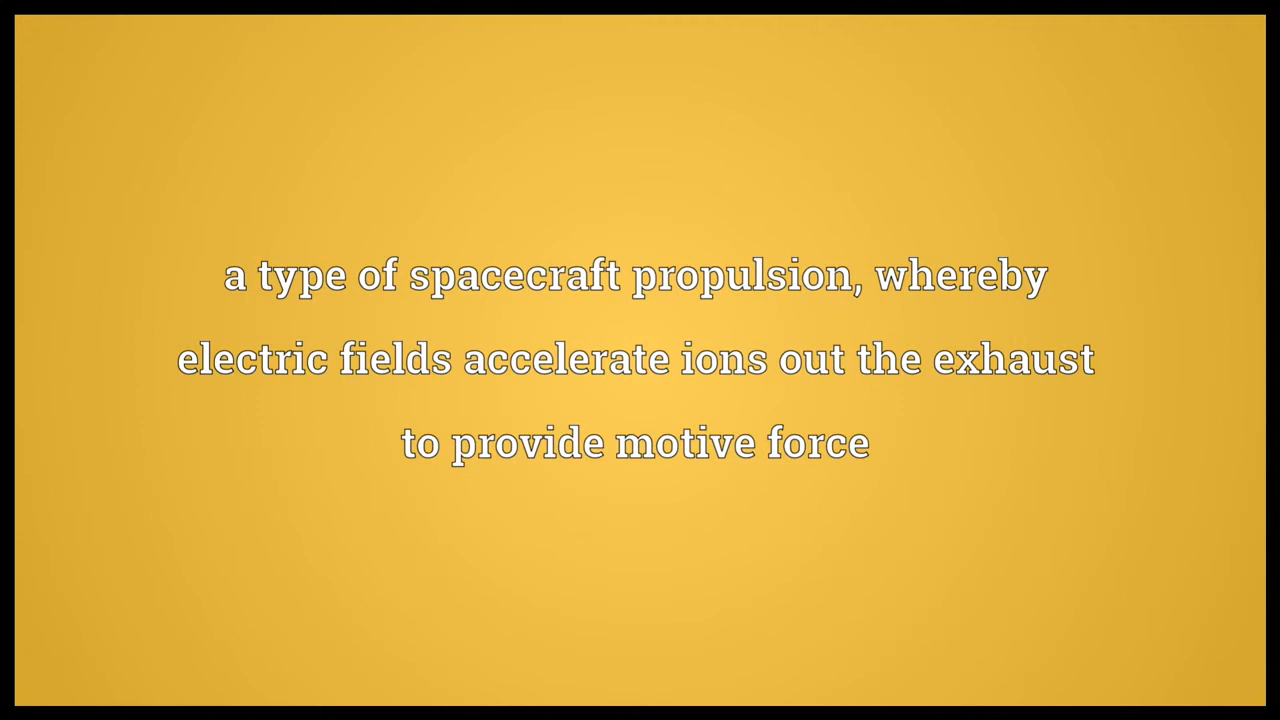 a type of spacecraft propulsion, whereby
electric fields accelerate ions out the exhaust
to provide motive force